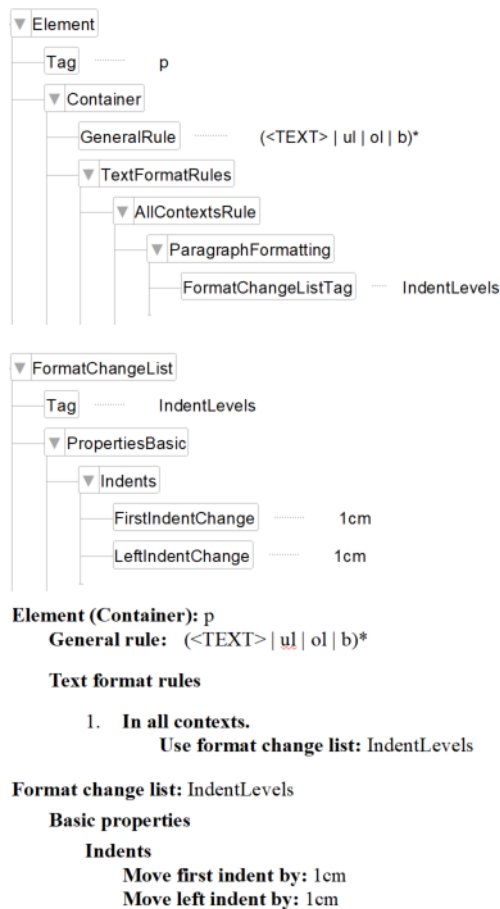 Element
Tag p
Container
GeneralRule (<TEXT> | ul | ol | b)*
TextFormatRules
AllContextsRule
ParagraphFormatting
FormatChangeListTag IndentLevels
FormatChangeList
Tag IndentLevels
PropertiesBasic
Indents
FirstIndentChange 1cm
LeftIndentChange 1cm
Element (Container): p
General rule: (<TEXT> | ul | ol | b)*
Text format rules
1. In all contexts.
Use format change list: IndentLevels
Format change list: IndentLevels
Basic properties
Indents
Move first indent by: 1cm
Move left indent by: 1cm